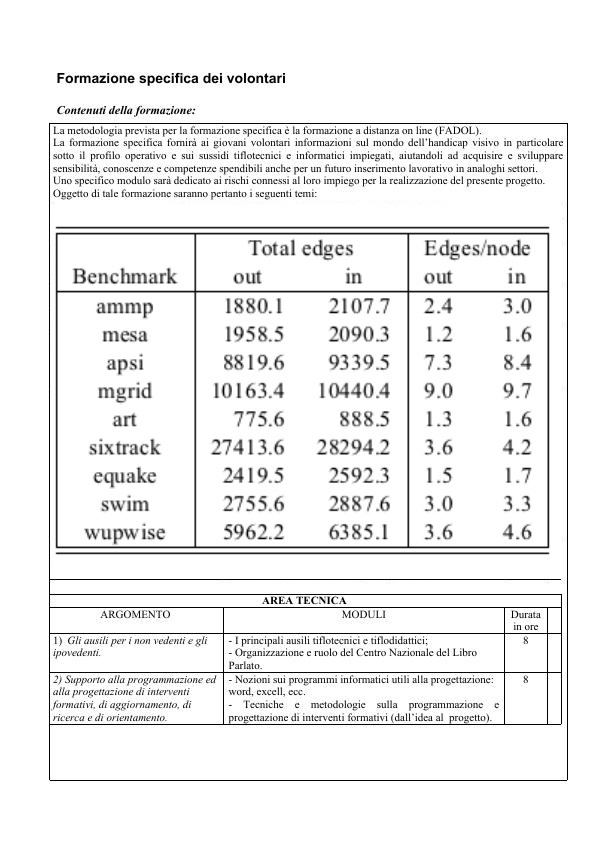 Formazione specifica dei volontari
Contenuti della formazione:
La metodologia prevista per la formazione specifica è la formazione a distanza on line (FADOL).
La formazione specifica fornirà ai giovani volontari informazioni sul mondo dell'handicap visivo in particolare
sotto il profilo operativo e sui sussidi tiflotecnici e informatici impiegati, aiutandoli ad acquisire e sviluppare
sensibilità, conoscenze e competenze spendibili anche per un futuro inserimento lavorativo in analoghi settori.
Uno specifico modulo sarà dedicato ai rischi connessi al loro impiego per la realizzazione del presente progetto.
Oggetto di tale formazione saranno pertanto i seguenti temi:
Total edges Edges/node
Benchmark out in out in
ammp 1880.1 2107.7 2.4 3.0
mesa 1958.5 2090.3 1.2 1.6
apsi 8819.6 9339.5 7.3 8.4
mgrid 10163.4 10440.4 9.0 9.7
art 775.6 888.5 1.3 1.6
sixtrack 27413.6 28294.2 3.6 4.2
equake 2419.5 2592.3 1.5 1.7
swim 2755.6 2887.6 3.0 3.3
wupwise 5962.2 6385.1 3.6 4.6
AREA TECNICA
ARGOMENTO MODULI Durata
in ore
1) Gli ausili per i non vedenti e gli
ipovedenti.
- I principali ausili tiflotecnici e tiflodidattici;
- Organizzazione e ruolo del Centro Nazionale del Libro
Parlato.
8
2) Supporto alla programmazione ed
alla progettazione di interventi
formativi, di aggiornamento, di
ricerca e di orientamento.
- Nozioni sui programmi informatici utili alla progettazione:
word, excell, ecc.
- Tecniche e metodologie sulla programmazione e
progettazione di interventi formativi (dall'idea al progetto).
8